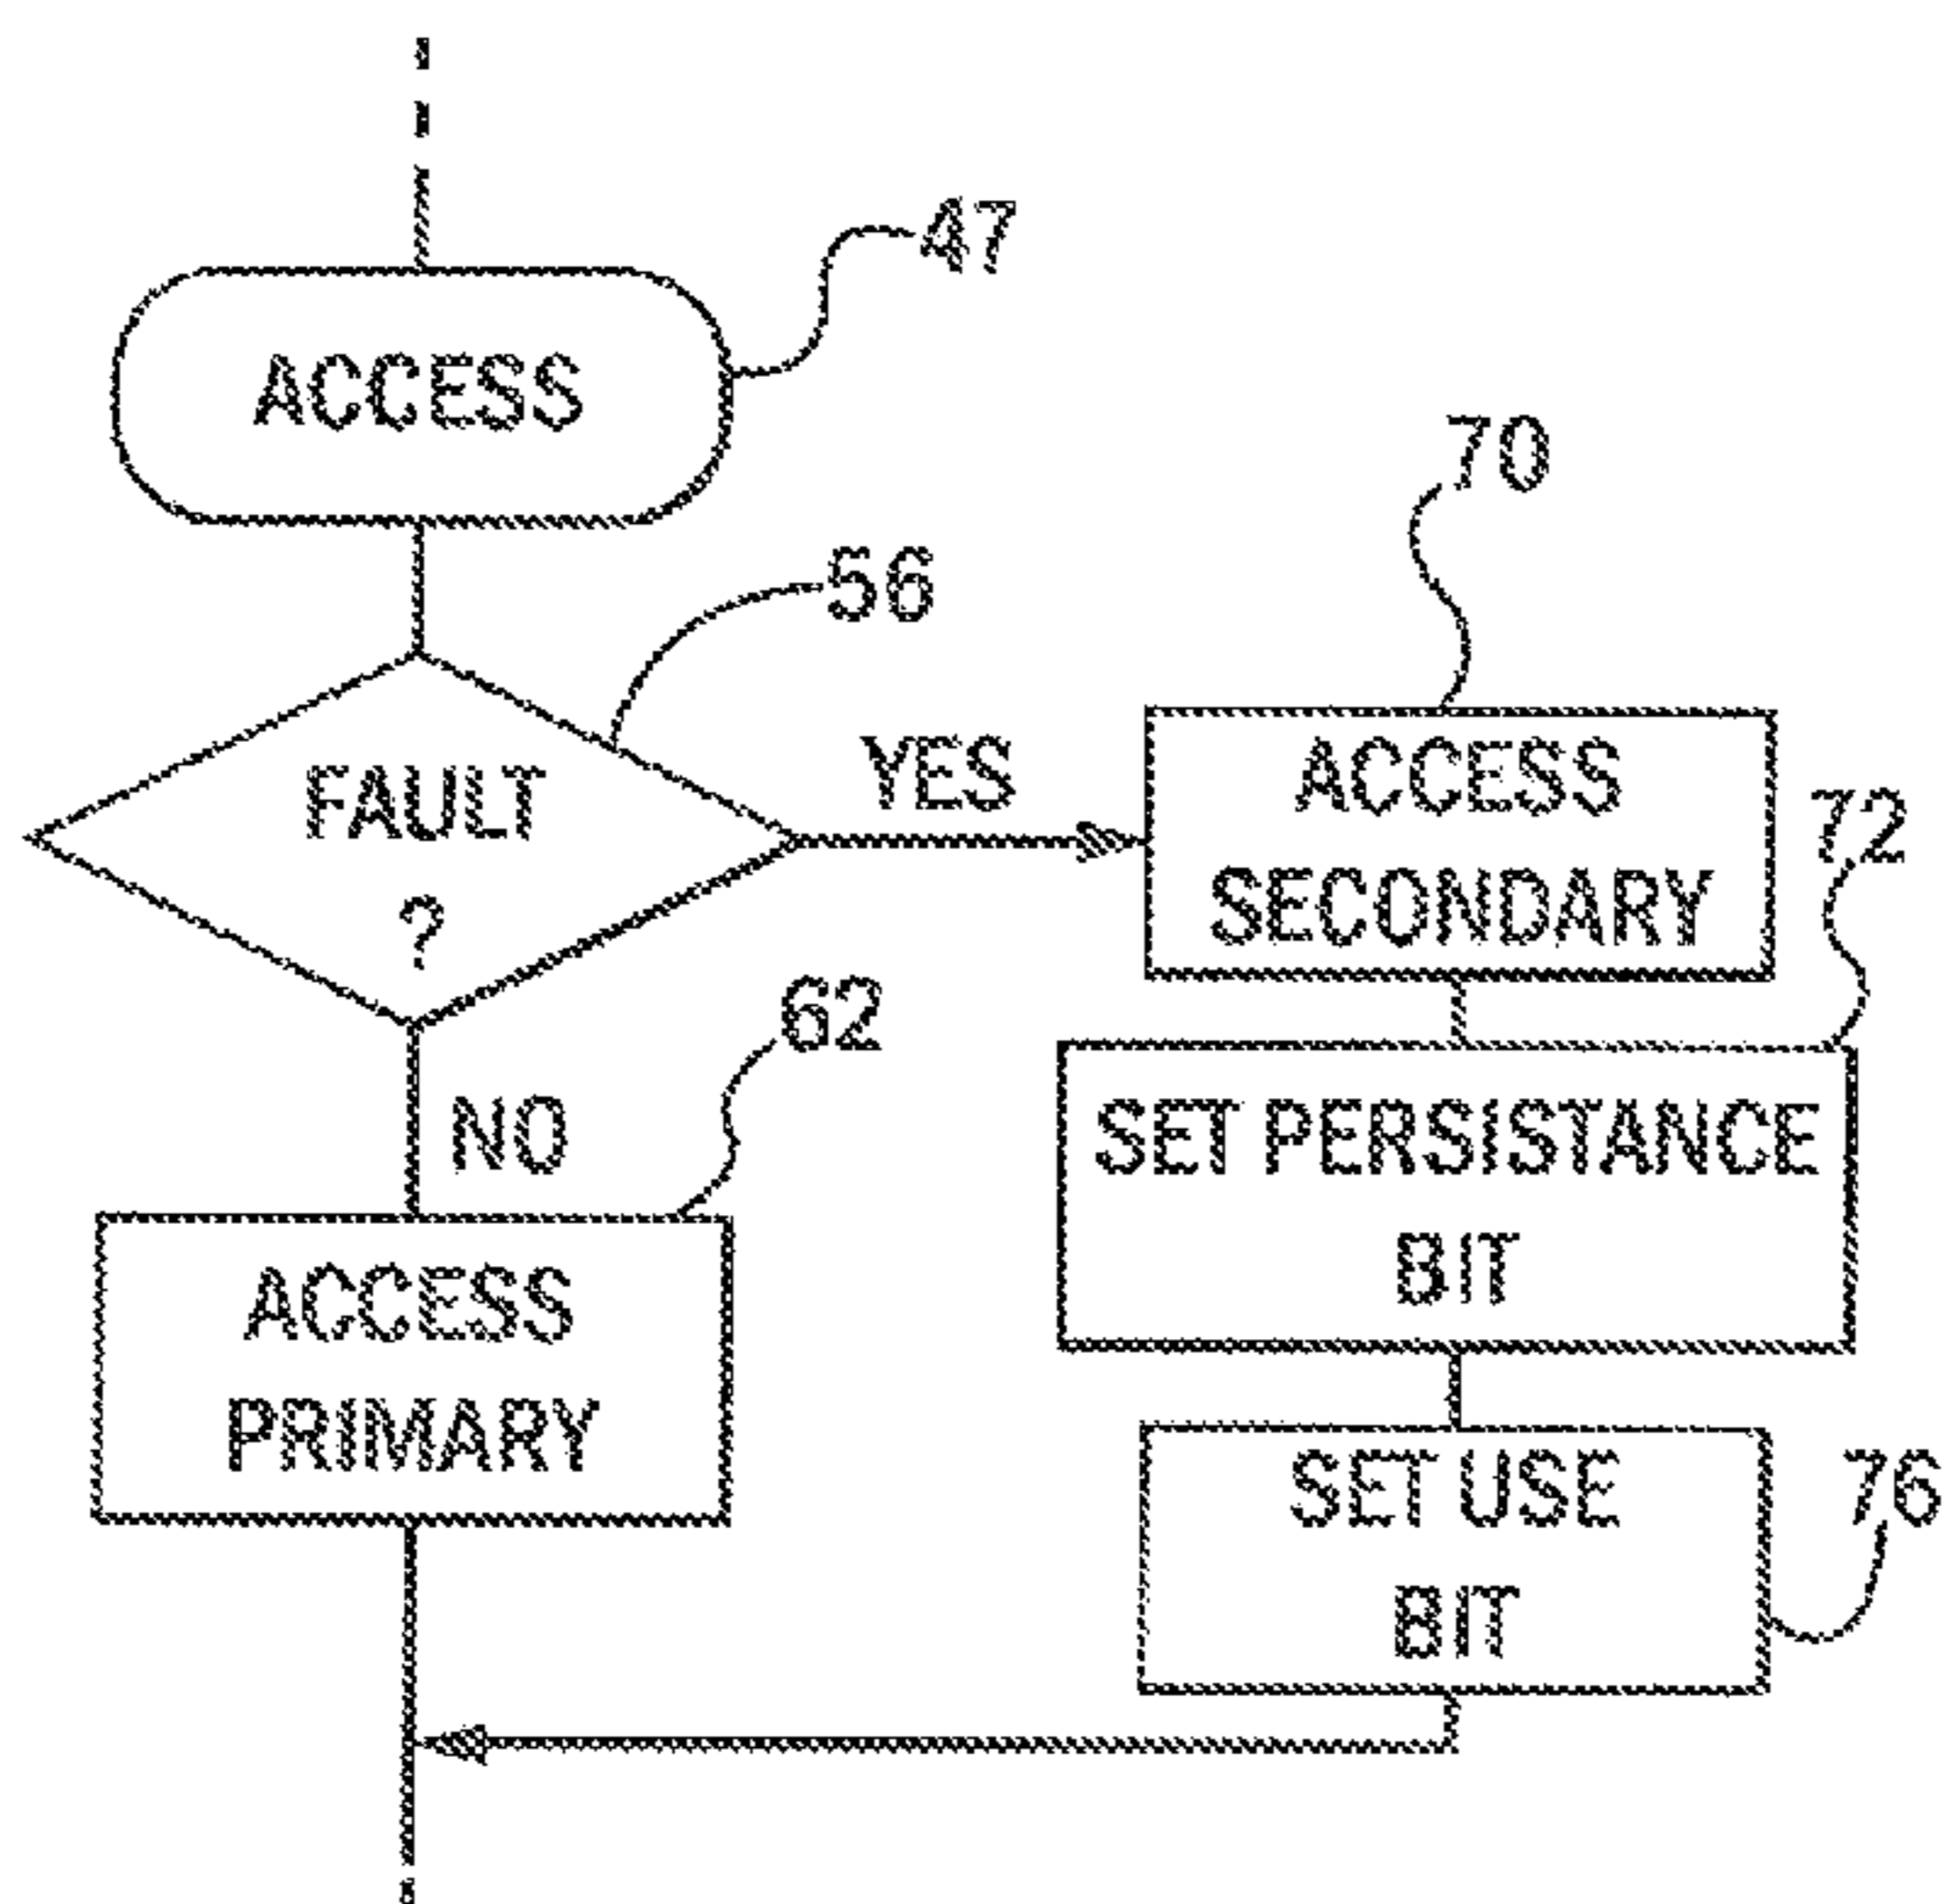 47
ACCESS
70
56
FAULT
?
YES
ACCESS
SECONDARY
72
62
NO
SET PERSISTANCE
BIT
ACCESS
PRIMARY
SET USE
BIT
76